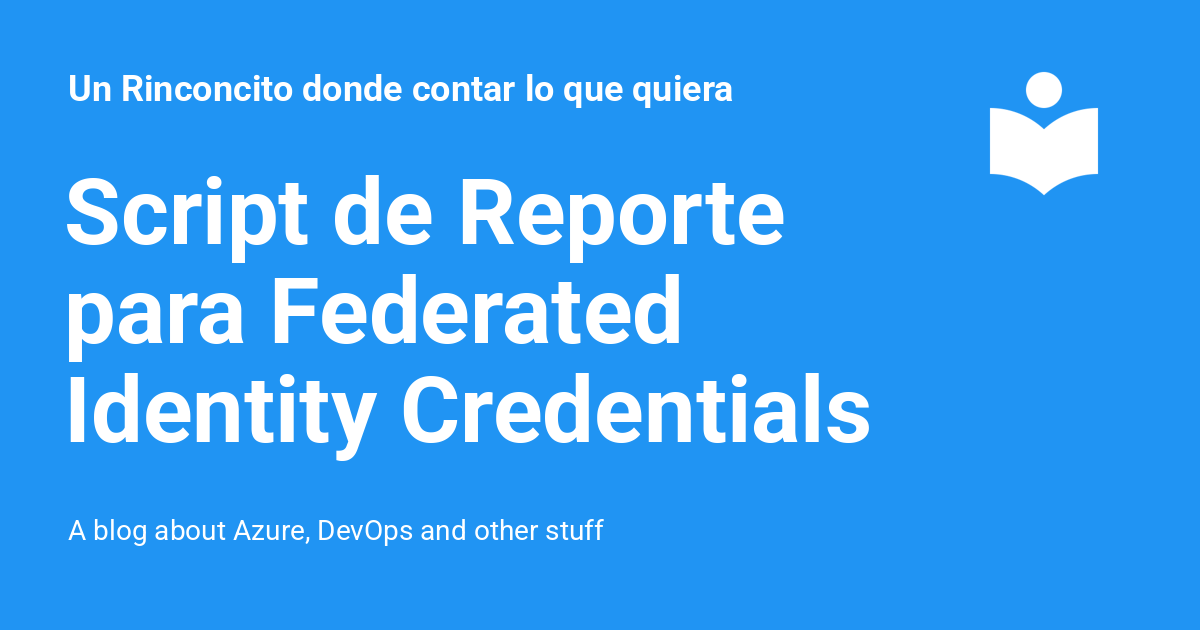 Un Rinconcito donde contar lo que quiera
Script de Reporte
para Federated
Identity Credentials
A blog about Azure, DevOps and other stuff